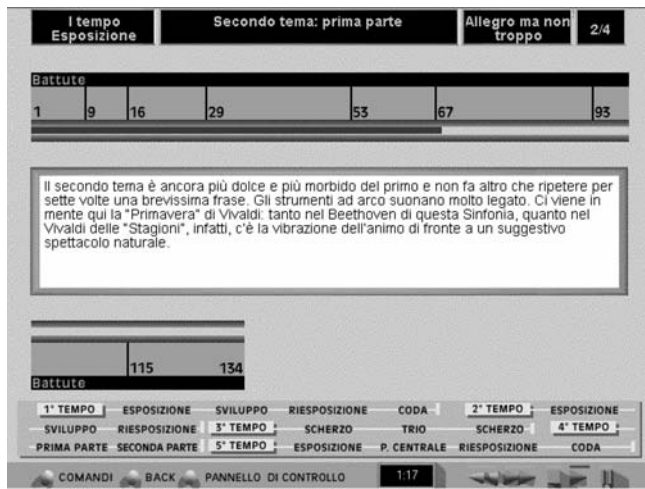 I tempo
Esposizione
Secondo tema: prima parte
Allegro ma non
troppo
2/4
Battute
1 9 16 29 53 67 93
Il secondo tema è ancora più dolce e più morbido del primo e non fa altro che ripetere per
sette volte una brevissima frase. Gli strumenti ad arco suonano molto legato. Ci viene in
mente qui la "Primavera" di Vivaldi: tanto nel Beethoven di questa Sinfonia, quanto nel
Vivaldi delle "Stagioni", infatti, c'è la vibrazione dell'animo di fronte a un suggestivo
spettacolo naturale.
115 134
Battute
1° TEMPO ESPOSIZIONE SVILUPPO RIESPOSIZIONE CODA 2° TEMPO ESPOSIZIONE
SVILUPPO RIESPOSIZIONE 3° TEMPO SCHERZO TRIO SCHERZO 4° TEMPO
PRIMA PARTE SECONDA PARTE 5° TEMPO ESPOSIZIONE P. CENTRALE RIESPOSIZIONE CODA
COMANDI BACK PANNELLO DI CONTROLLO 1:17